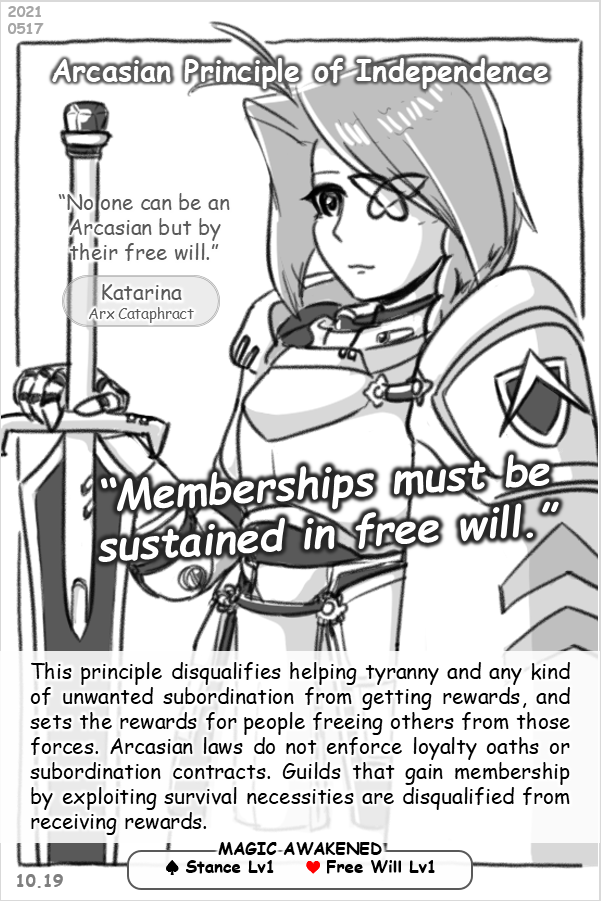 2021
0517
Arcasian Principle of Independence
“No one can be an
Arcasian but by
their free will.”
Katarina
Arx Cataphract
“Memberships must be
sustained in free will.”
This principle disqualifies helping tyranny and any kind
of unwanted subordination from getting rewards, and
sets the rewards for people freeing others from those
forces. Arcasian laws do not enforce loyalty oaths or
subordination contracts. Guilds that gain membership
by exploiting survival necessities are disqualified from
receiving rewards.
MAGIC AWAKENED
♠ Stance Lv1 ♥ Free Will Lv1
10.19